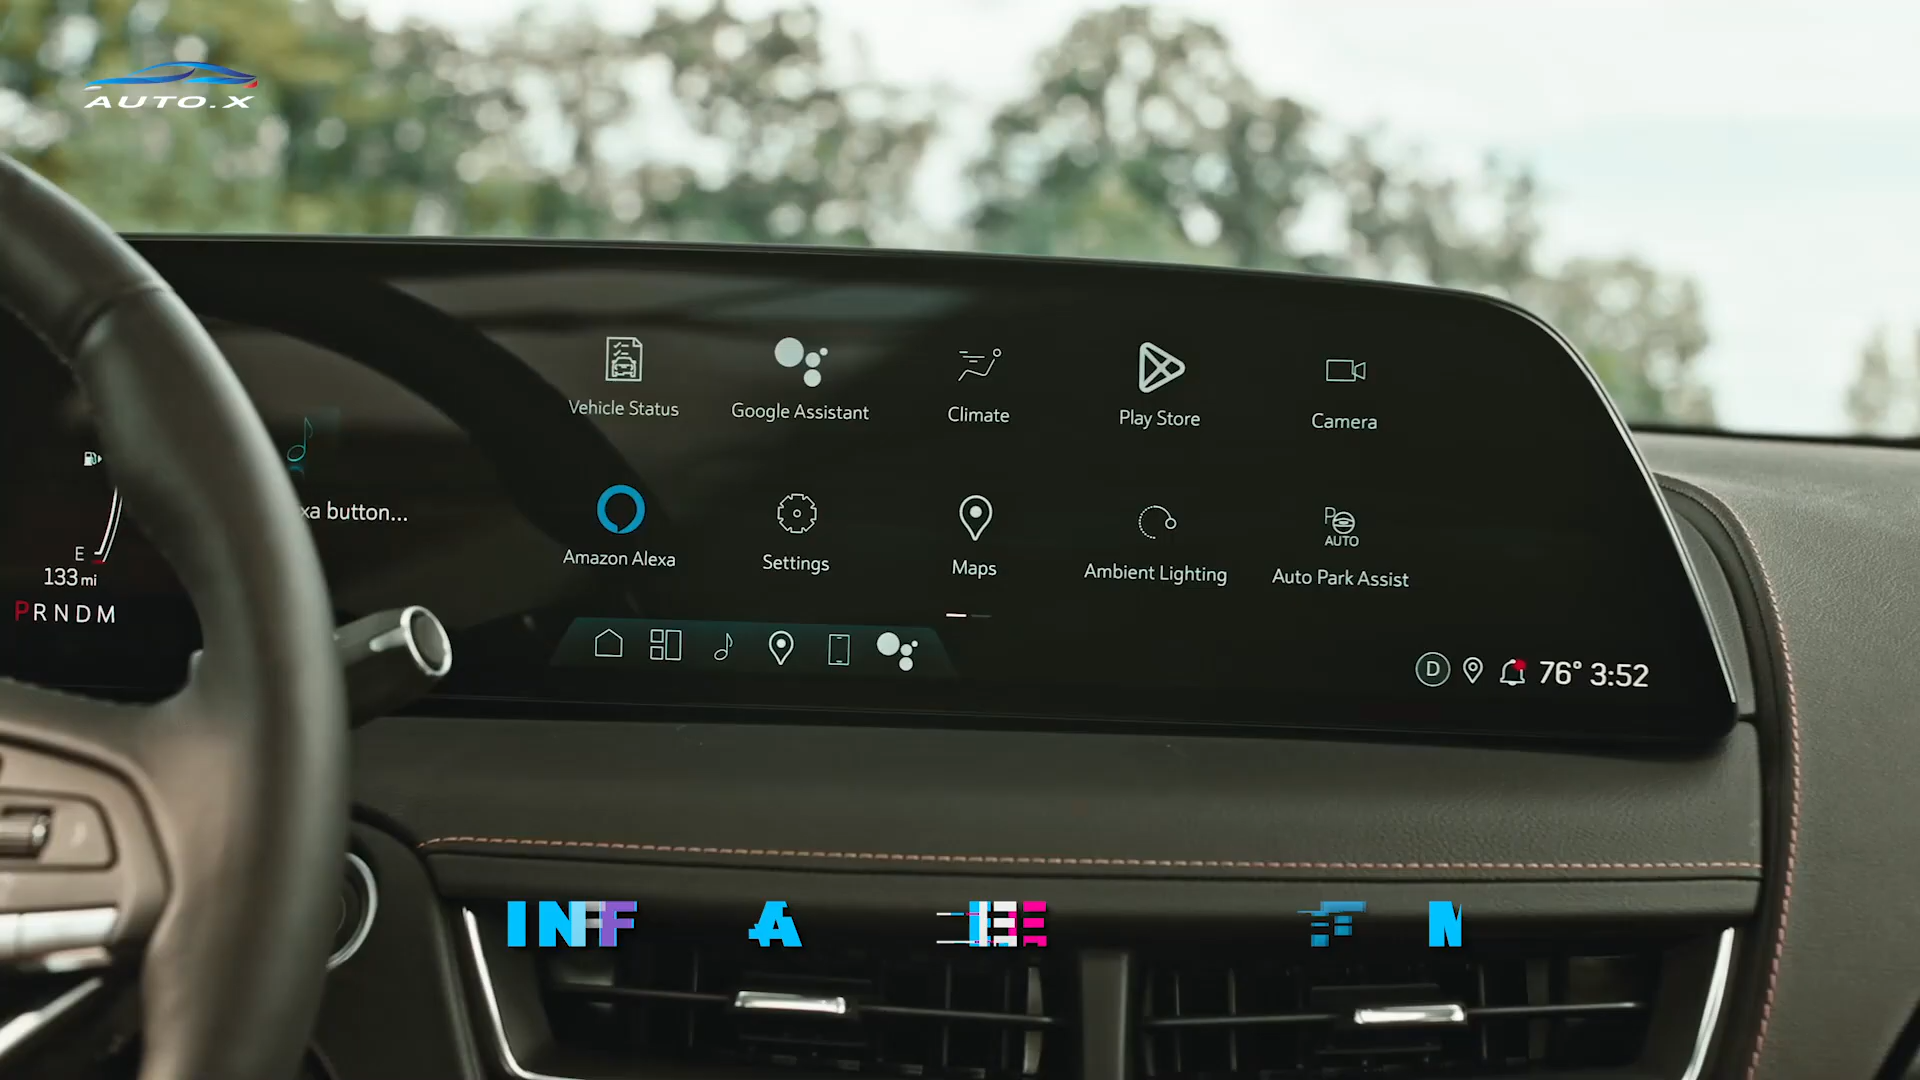 AUTO.X
Vehicle Status
Google Assistant
Climate
Play Store
Camera
xa button...
E
133 mi
PRNDM
Amazon Alexa
Settings
Maps
Ambient Lighting
P
AUTO
Auto Park Assist
D
76° 3:52